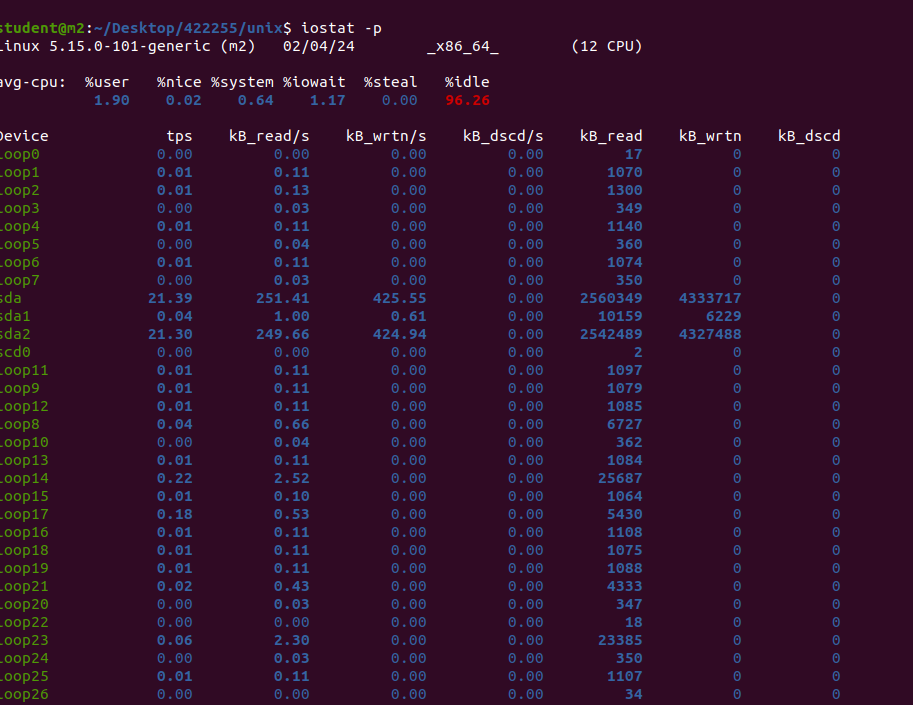 student@m2:~/Desktop/422255/unix$ iostat -p
Linux 5.15.0-101-generic (m2) 02/04/24 _x86_64_ (12 CPU)
avg-cpu: %user %nice %system %iowait %steal %idle
1.90 0.02 0.64 1.17 0.00 96.26
Device tps kB_read/s kB_wrtn/s kB_dscd/s kB_read kB_wrtn kB_dscd
loop0 0.00 0.00 0.00 0.00 17 0 0
loop1 0.01 0.11 0.00 0.00 1070 0 0
loop2 0.01 0.13 0.00 0.00 1300 0 0
loop3 0.00 0.03 0.00 0.00 349 0 0
loop4 0.01 0.11 0.00 0.00 1140 0 0
loop5 0.00 0.04 0.00 0.00 360 0 0
loop6 0.01 0.11 0.00 0.00 1074 0 0
loop7 0.00 0.03 0.00 0.00 350 0 0
sda 21.39 251.41 425.55 0.00 2560349 4333717 0
sda1 0.04 1.00 0.61 0.00 10159 6229 0
sda2 21.30 249.66 424.94 0.00 2542489 4327488 0
scd0 0.00 0.00 0.00 0.00 2 0 0
loop11 0.01 0.11 0.00 0.00 1097 0 0
loop9 0.01 0.11 0.00 0.00 1079 0 0
loop12 0.01 0.11 0.00 0.00 1085 0 0
loop8 0.04 0.66 0.00 0.00 6727 0 0
loop10 0.00 0.04 0.00 0.00 362 0 0
loop13 0.01 0.11 0.00 0.00 1084 0 0
loop14 0.22 2.52 0.00 0.00 25687 0 0
loop15 0.01 0.10 0.00 0.00 1064 0 0
loop17 0.18 0.53 0.00 0.00 5430 0 0
loop16 0.01 0.11 0.00 0.00 1108 0 0
loop18 0.01 0.11 0.00 0.00 1075 0 0
loop19 0.01 0.11 0.00 0.00 1088 0 0
loop21 0.02 0.43 0.00 0.00 4333 0 0
loop20 0.00 0.03 0.00 0.00 347 0 0
loop22 0.00 0.00 0.00 0.00 18 0 0
loop23 0.06 2.30 0.00 0.00 23385 0 0
loop24 0.00 0.03 0.00 0.00 350 0 0
loop25 0.01 0.11 0.00 0.00 1107 0 0
loop26 0.00 0.00 0.00 0.00 34 0 0